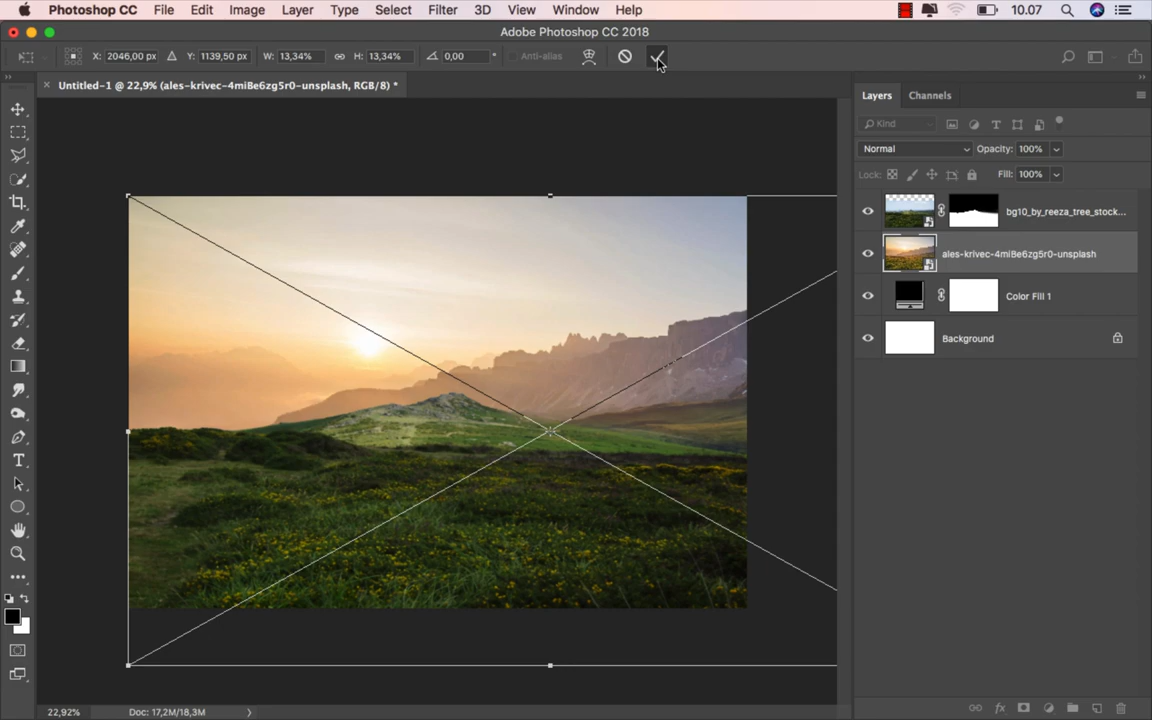 Photoshop CC File Edit Image Layer Type Select Filter 3D View Window Help 10.07
Adobe Photoshop CC 2018
X: 2046,00 px Y: 1139,50 px W: 13,34% H: 13,34% 0,00 ° Anti-alias
Untitled-1 @ 22,9% (ales-krivec-4miBe6zg5r0-unsplash, RGB/8) *
Layers Channels
Kind
Normal Opacity: 100%
Lock: Fill: 100%
bg10_by_reeza_tree_stock...
ales-krivec-4miBe6zg5r0-unsplash
Color Fill 1
Background
22,92% Doc: 17,2M/18,3M